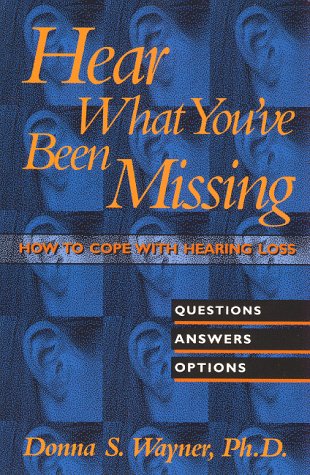 Hear
What You've
Been
Missing
HOW TO COPE WITH HEARING LOSS
QUESTIONS
ANSWERS
OPTIONS
Donna S. Wayner, Ph.D.